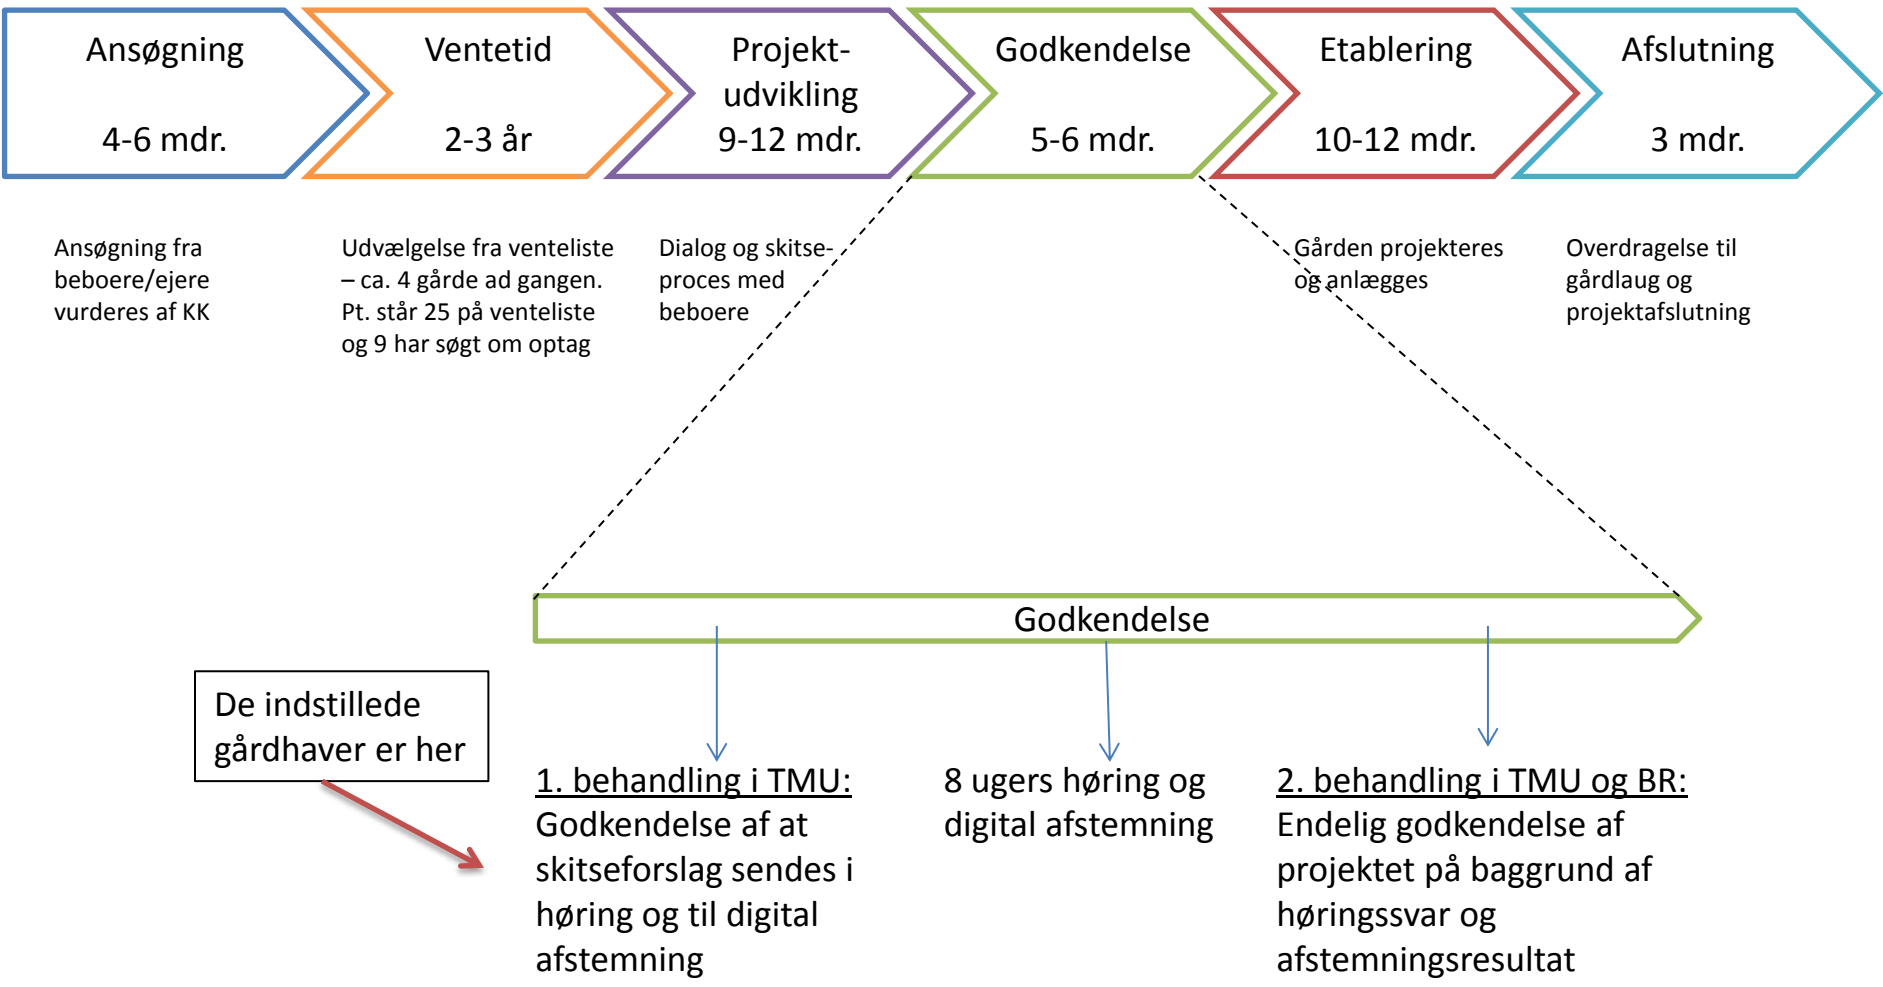 Ansøgning
4-6 mdr.
Ventetid
2-3 år
Projekt-
udvikling
9-12 mdr.
Godkendelse
5-6 mdr.
Etablering
10-12 mdr.
Afslutning
3 mdr.
Ansøgning fra
beboere/ejere
vurderes af KK
Udvælgelse fra venteliste
– ca. 4 gårde ad gangen.
Pt. står 25 på venteliste
og 9 har søgt om optag
Dialog og skitse-
proces med
beboere
Gården projekteres
og anlægges
Overdragelse til
gårdlaug og
projektafslutning
Godkendelse
De indstillede
gårdhaver er her
1. behandling i TMU:
Godkendelse af at
skitseforslag sendes i
høring og til digital
afstemning
8 ugers høring og
digital afstemning
2. behandling i TMU og BR:
Endelig godkendelse af
projektet på baggrund af
høringssvar og
afstemningsresultat